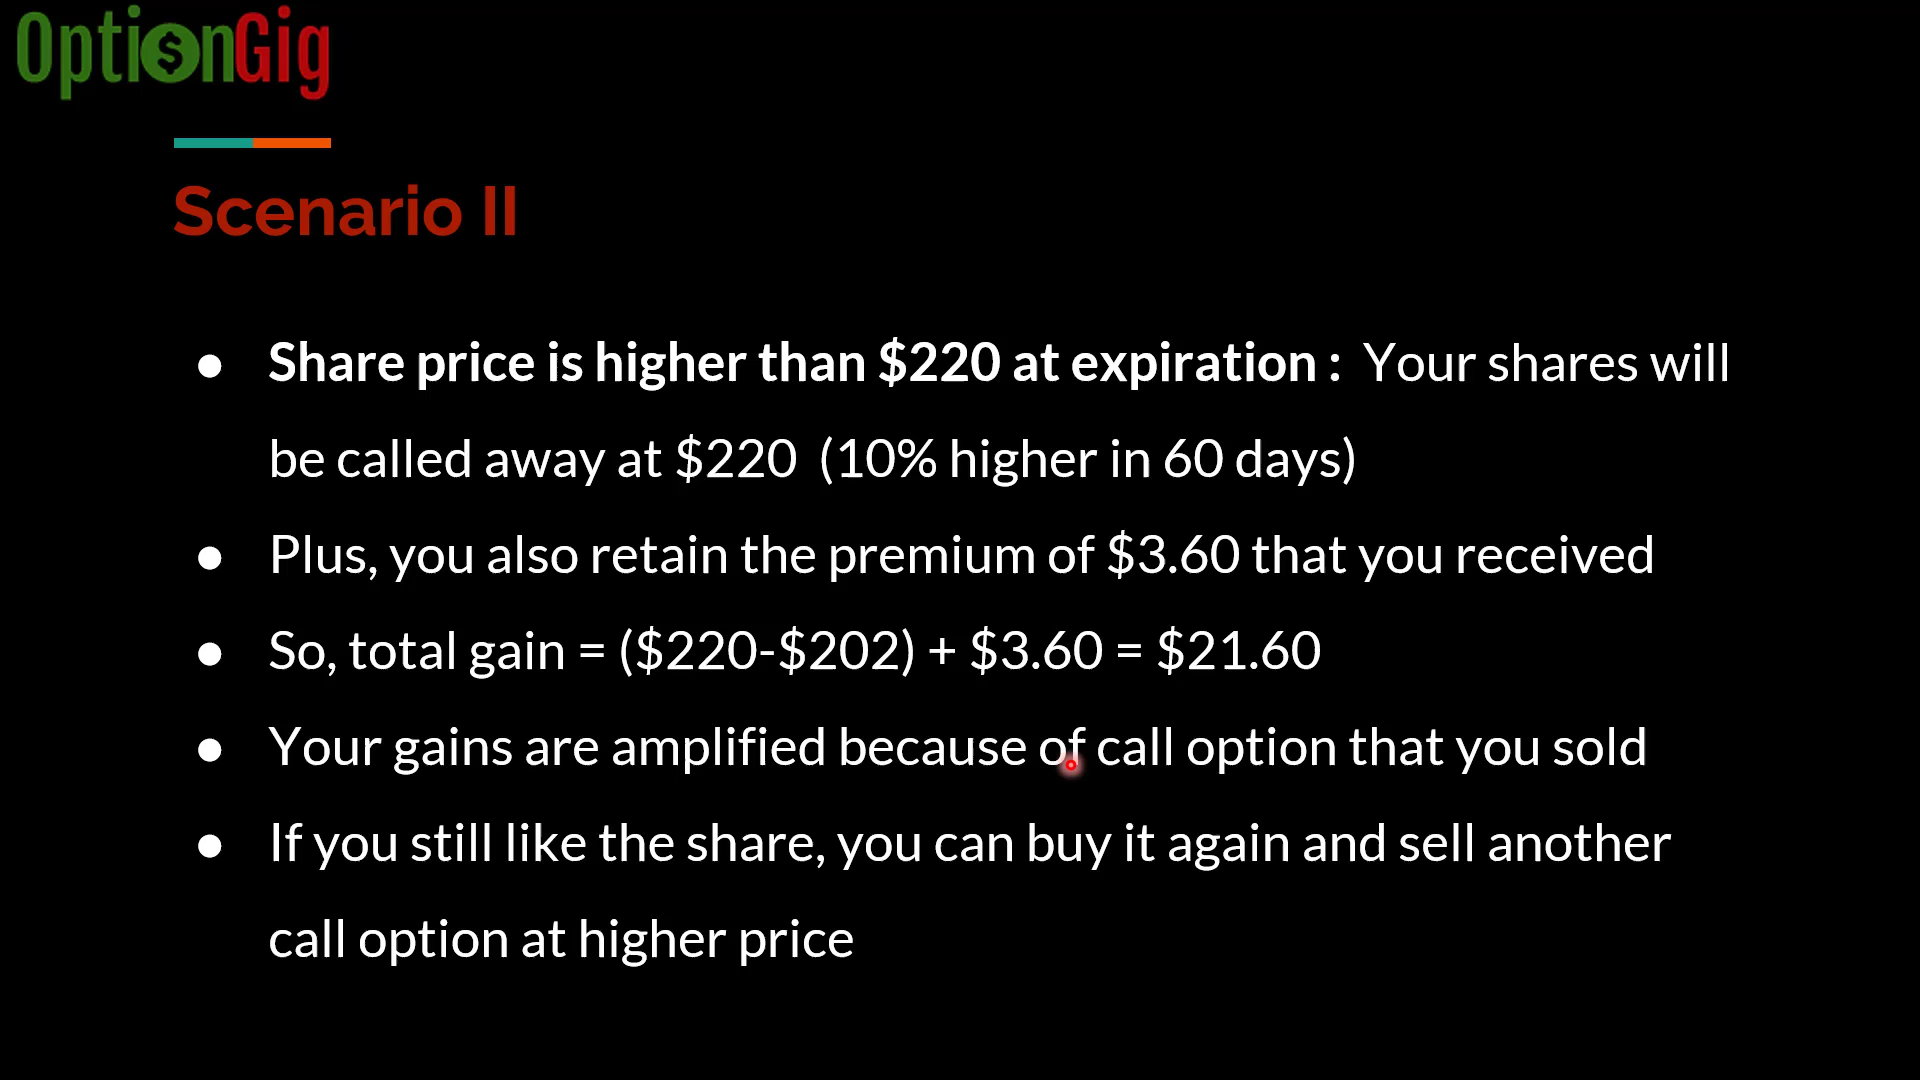 OptionGig
Scenario II
● Share price is higher than $220 at expiration : Your shares will
be called away at $220 (10% higher in 60 days)
● Plus, you also retain the premium of $3.60 that you received
● So, total gain = ($220-$202) + $3.60 = $21.60
● Your gains are amplified because of call option that you sold
● If you still like the share, you can buy it again and sell another
call option at higher price